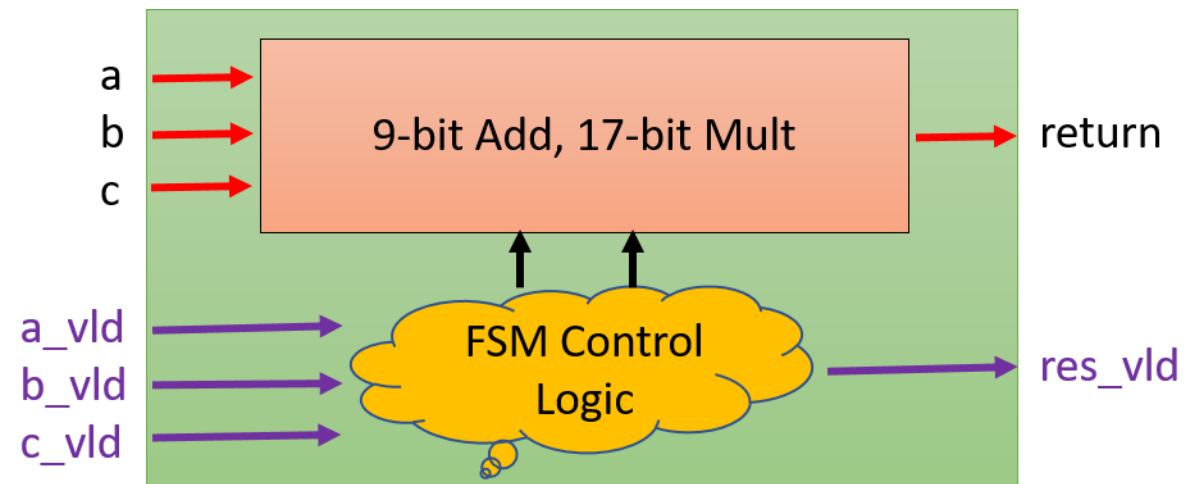 a
b
c
9-bit Add, 17-bit Mult
return
a_vld
b_vld
c_vld
FSM Control
Logic
res_vld